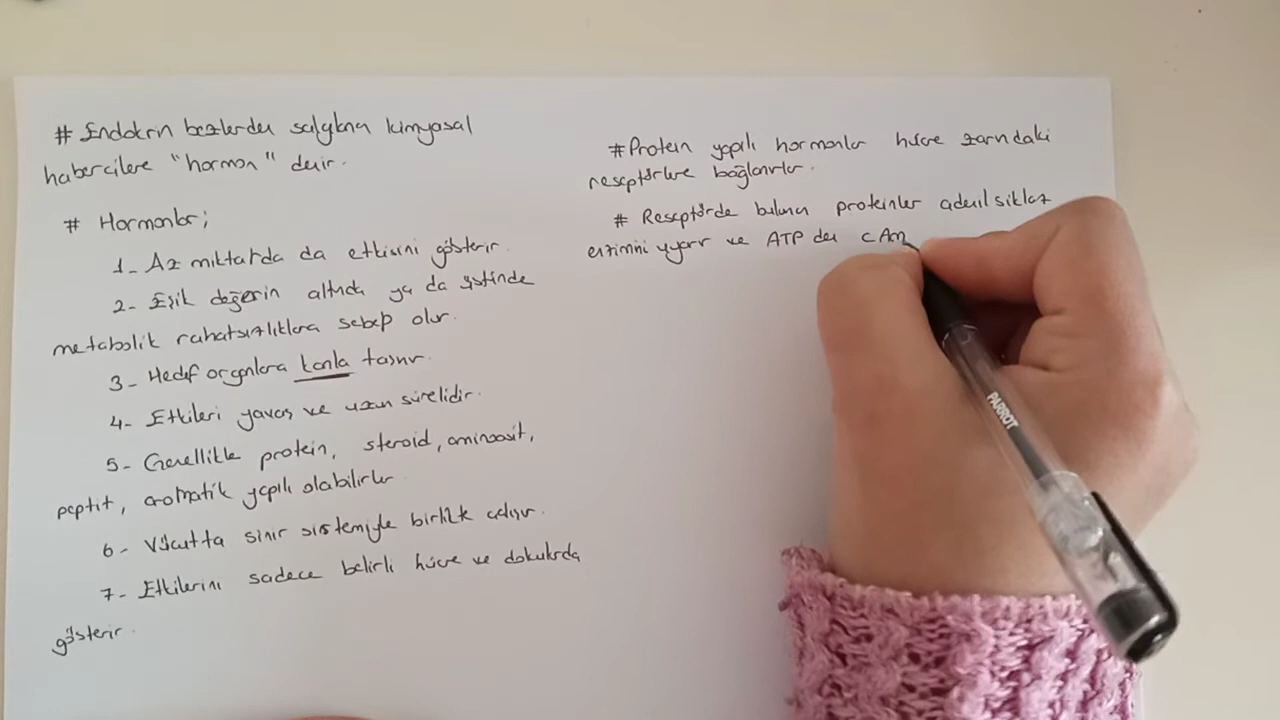 # Endokrin bezlerden salgılanan kimyasal
habercilere "hormon" denir.
# Hormonlar;
1- Az miktarda da etkisini gösterir.
2- Eşik değerin altında ya da üstünde
metabolik rahatsızlıklara sebep olur.
3- Hedef organlara kanla taşınır.
4- Etkileri yavaş ve uzun sürelidir.
5- Genellikle protein, steroid, aminoasit,
peptit, aromatik yapılı olabilirler.
6- Vücutta sinir sistemiyle birlikte çalışır.
7- Etkilerini sadece belirli hücre ve dokularda
gösterir.
#Protein yapılı hormonlar hücre zarındaki
reseptörlere bağlanırlar.
# Reseptörde bulunan proteinler adenil siklaz
enzimini uyarır ve ATP den cAm
PARROT